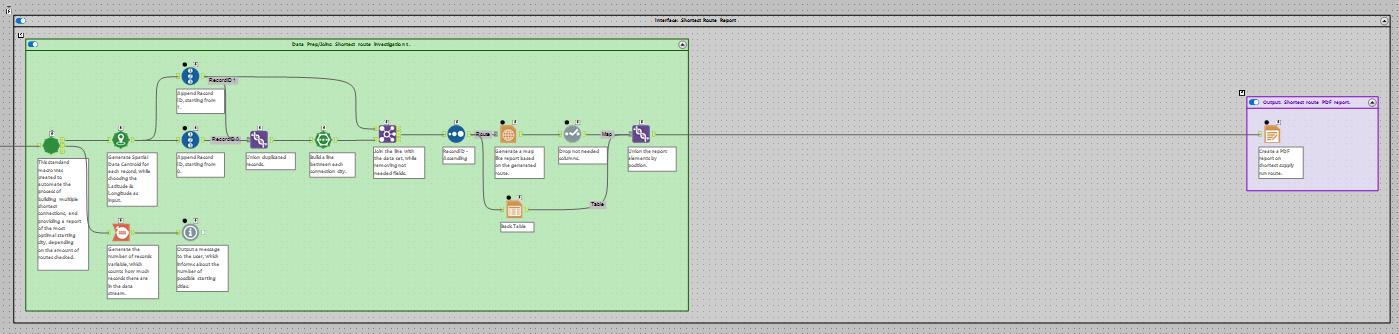 Interface: Shortest Route Report
Data Prep/Joins: Shortest route investigation t.
RecordID 1
Append Record
ID, starting from
1.
This standard
macro was
created to
automate the
process of
building multiple
shortest
connections, and
providing a report
of the most
optimal starting
city, depending
on the amount of
routes checked.
Generate Spatial
Data Centroid for
each record, while
choosing the
Latitude &
Longitude as
input.
RecordID 0
Append Record
ID, starting from
0.
Union duplicated
records.
Build a line
between each
connection city.
Join the line with
the data set, while
removing not
needed fields.
RecordID -
Ascending
Route
Generate a map
like report based
on the generated
route.
Drop not needed
columns.
Map
Union the report
elements by
position.
Table
Basic Table
Generate the
number of records
variable, which
counts how much
records there are
in the data
stream.
Output a message
to the user, which
informs about the
number of
possible starting
cities.
Output: Shortest route PDF report.
Create a PDF
report on
shortest supply
run route.